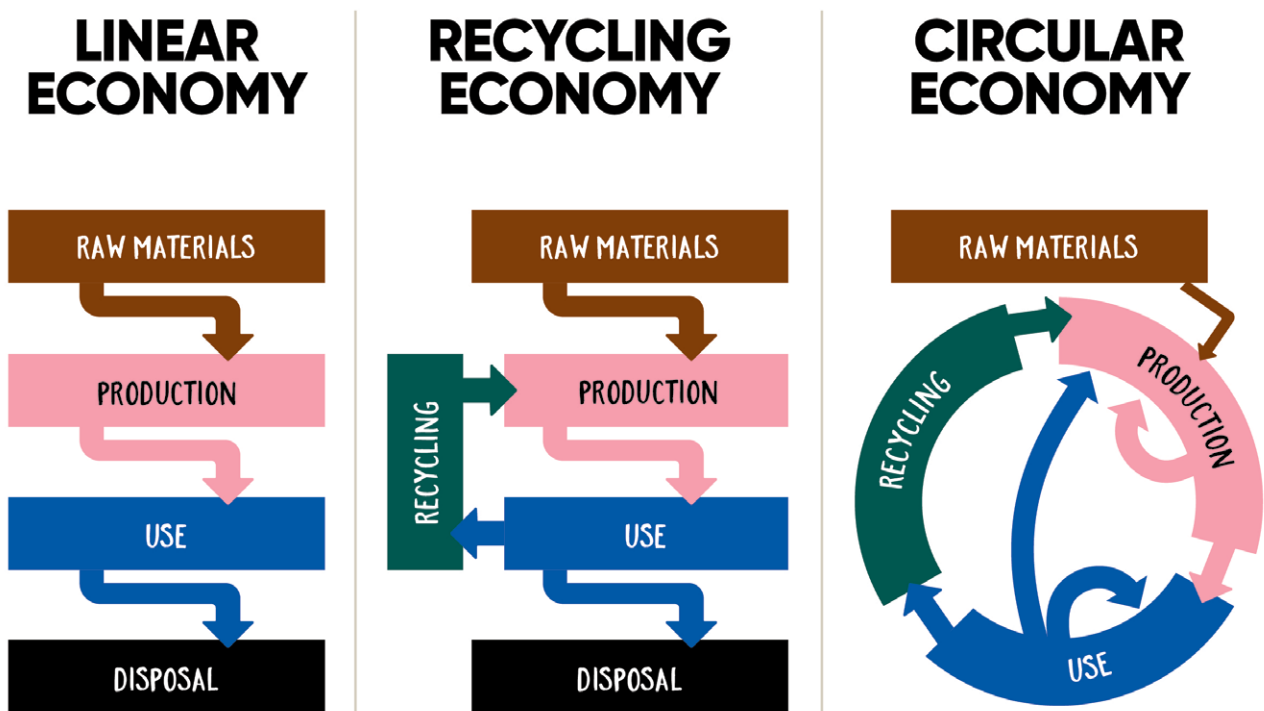 LINEAR
ECONOMY
RAW MATERIALS
PRODUCTION
USE
DISPOSAL
RECYCLING
ECONOMY
RAW MATERIALS
RECYCLING
PRODUCTION
USE
DISPOSAL
CIRCULAR
ECONOMY
RAW MATERIALS
PRODUCTION
RECYCLING
USE